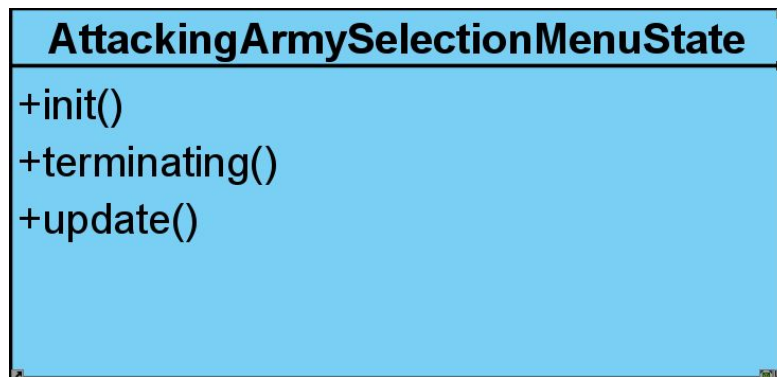 AttackingArmySelectionMenuState
+init()
+terminating()
+update()